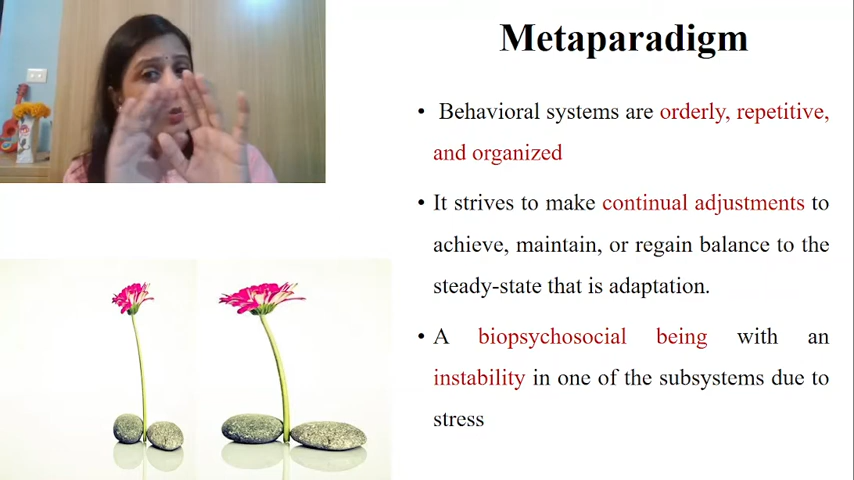 Metaparadigm
• Behavioral systems are orderly, repetitive,
and organized
• It strives to make continual adjustments to
achieve, maintain, or regain balance to the
steady-state that is adaptation.
• A biopsychosocial being with an
instability in one of the subsystems due to
stress